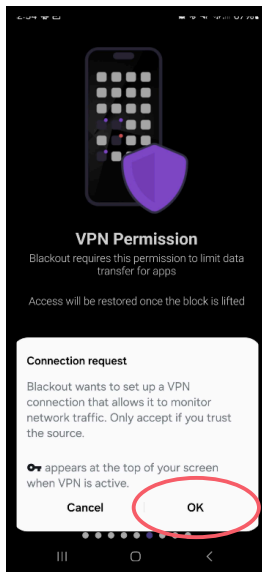 2:54
VPN Permission
Blackout requires this permission to limit data
transfer for apps
Access will be restored once the block is lifted
Connection request
Blackout wants to set up a VPN
connection that allows it to monitor
network traffic. Only accept if you trust
the source.
appears at the top of your screen
when VPN is active.
Cancel OK